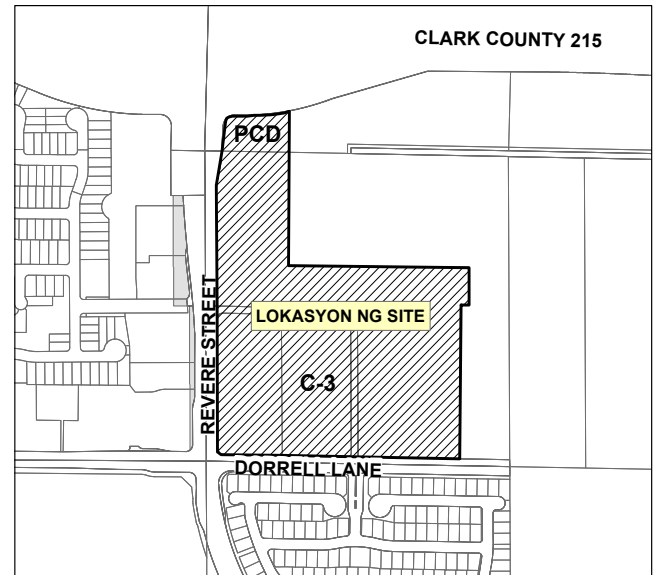 CLARK COUNTY 215
PCD
LOKASYON NG SITE
REVERE STREET
C-3
DORRELL LANE